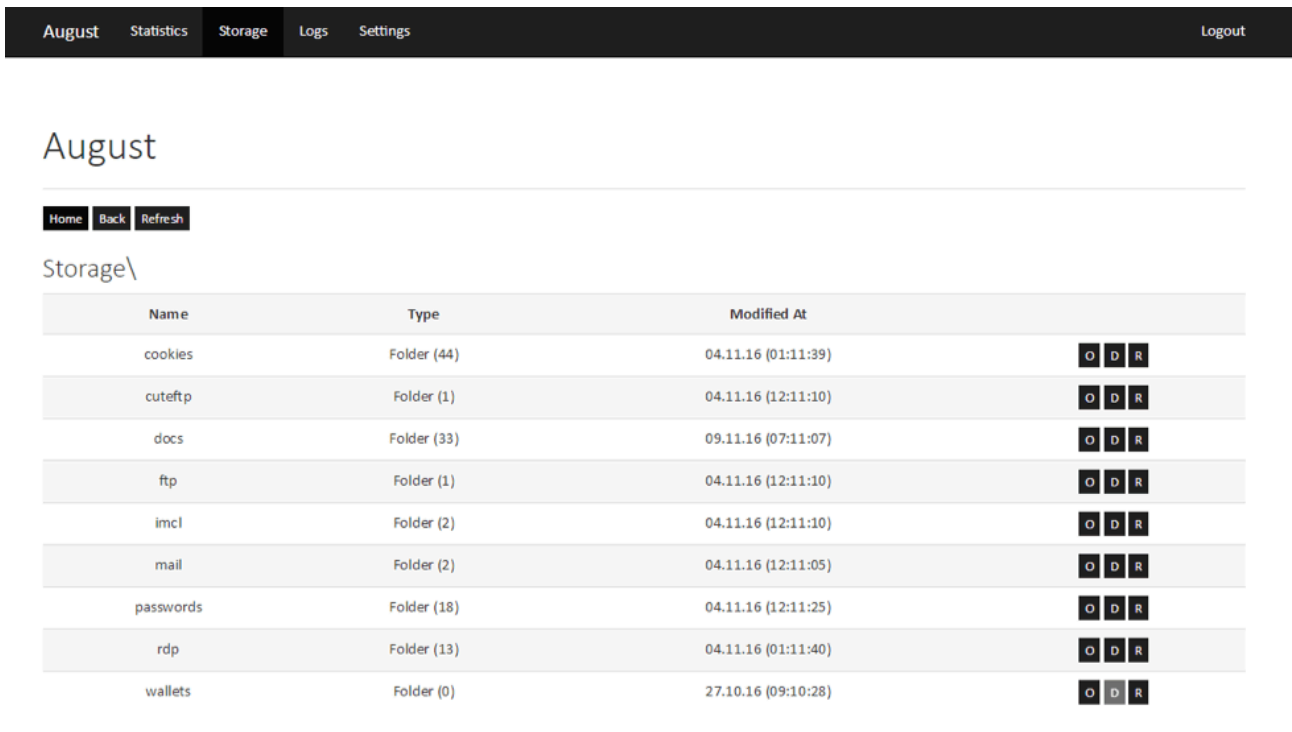 August Statistics Storage Logs Settings Logout
August
Home Back Refresh
Storage\
Name Type Modified At
cookies Folder (44) 04.11.16 (01:11:39) O D R
cuteftp Folder (1) 04.11.16 (12:11:10) O D R
docs Folder (33) 09.11.16 (07:11:07) O D R
ftp Folder (1) 04.11.16 (12:11:10) O D R
imcl Folder (2) 04.11.16 (12:11:10) O D R
mail Folder (2) 04.11.16 (12:11:05) O D R
passwords Folder (18) 04.11.16 (12:11:25) O D R
rdp Folder (13) 04.11.16 (01:11:40) O D R
wallets Folder (0) 27.10.16 (09:10:28) O D R